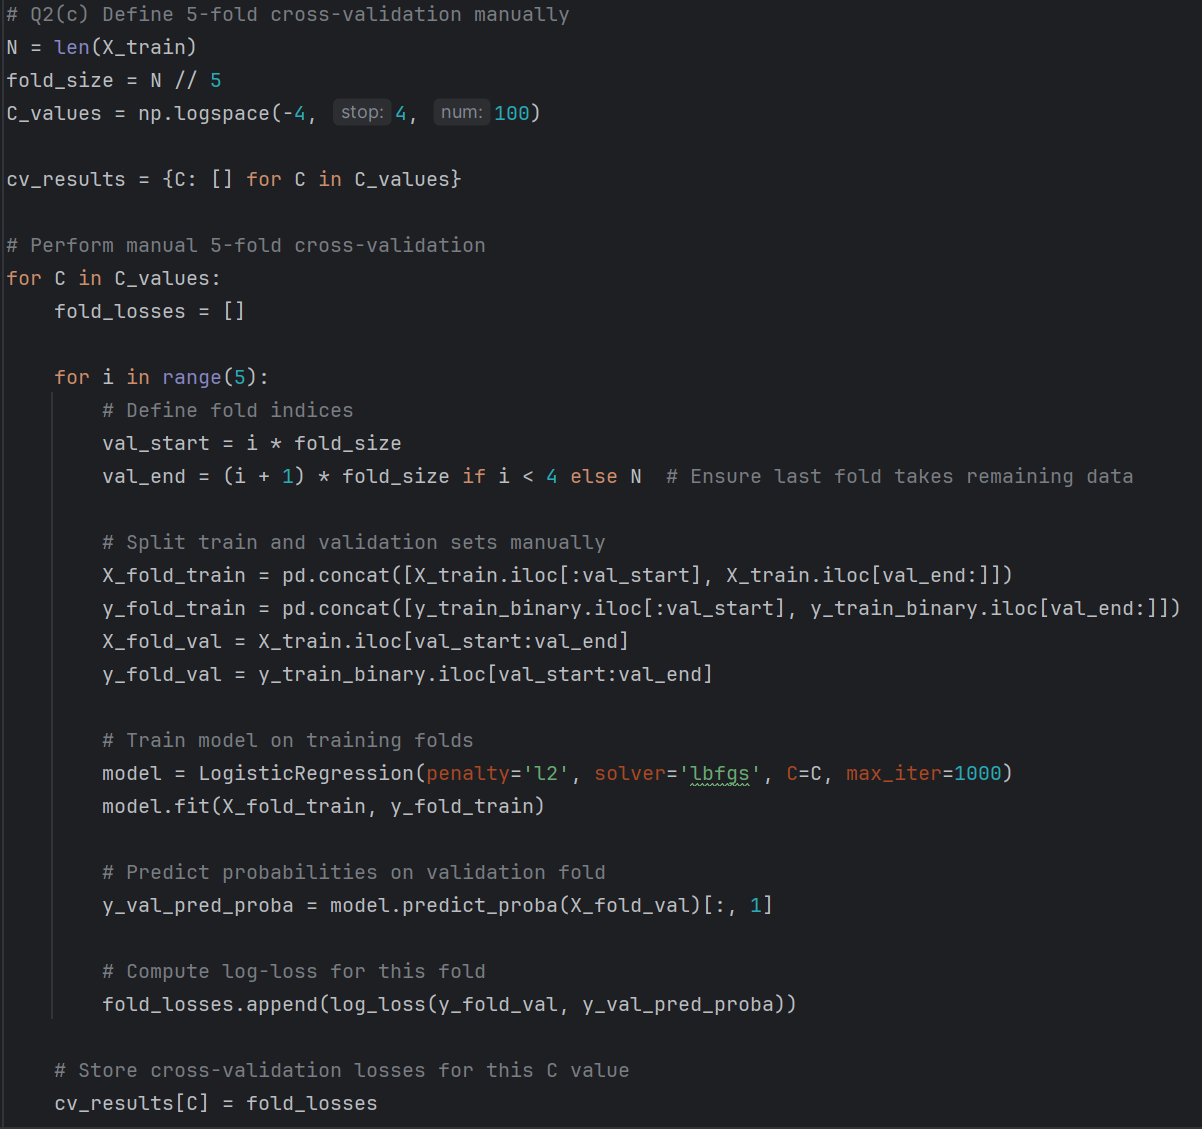 # Q2(c) Define 5-fold cross-validation manually
N = len(X_train)
fold_size = N // 5
C_values = np.logspace(-4, stop: 4, num: 100)

cv_results = {C: [] for C in C_values}

# Perform manual 5-fold cross-validation
for C in C_values:
    fold_losses = []

    for i in range(5):
        # Define fold indices
        val_start = i * fold_size
        val_end = (i + 1) * fold_size if i < 4 else N  # Ensure last fold takes remaining data

        # Split train and validation sets manually
        X_fold_train = pd.concat([X_train.iloc[:val_start], X_train.iloc[val_end:]])
        y_fold_train = pd.concat([y_train_binary.iloc[:val_start], y_train_binary.iloc[val_end:]])
        X_fold_val = X_train.iloc[val_start:val_end]
        y_fold_val = y_train_binary.iloc[val_start:val_end]

        # Train model on training folds
        model = LogisticRegression(penalty='l2', solver='lbfgs', C=C, max_iter=1000)
        model.fit(X_fold_train, y_fold_train)

        # Predict probabilities on validation fold
        y_val_pred_proba = model.predict_proba(X_fold_val)[:, 1]

        # Compute log-loss for this fold
        fold_losses.append(log_loss(y_fold_val, y_val_pred_proba))

    # Store cross-validation losses for this C value
    cv_results[C] = fold_losses